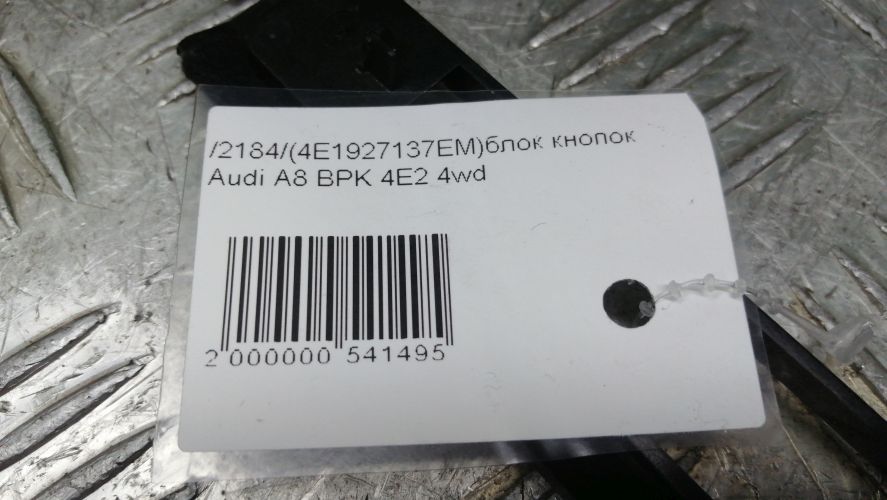 /2184/(4E1927137EM)блок кнопок
Audi A8 BPK 4E2 4wd
2 000000 541495